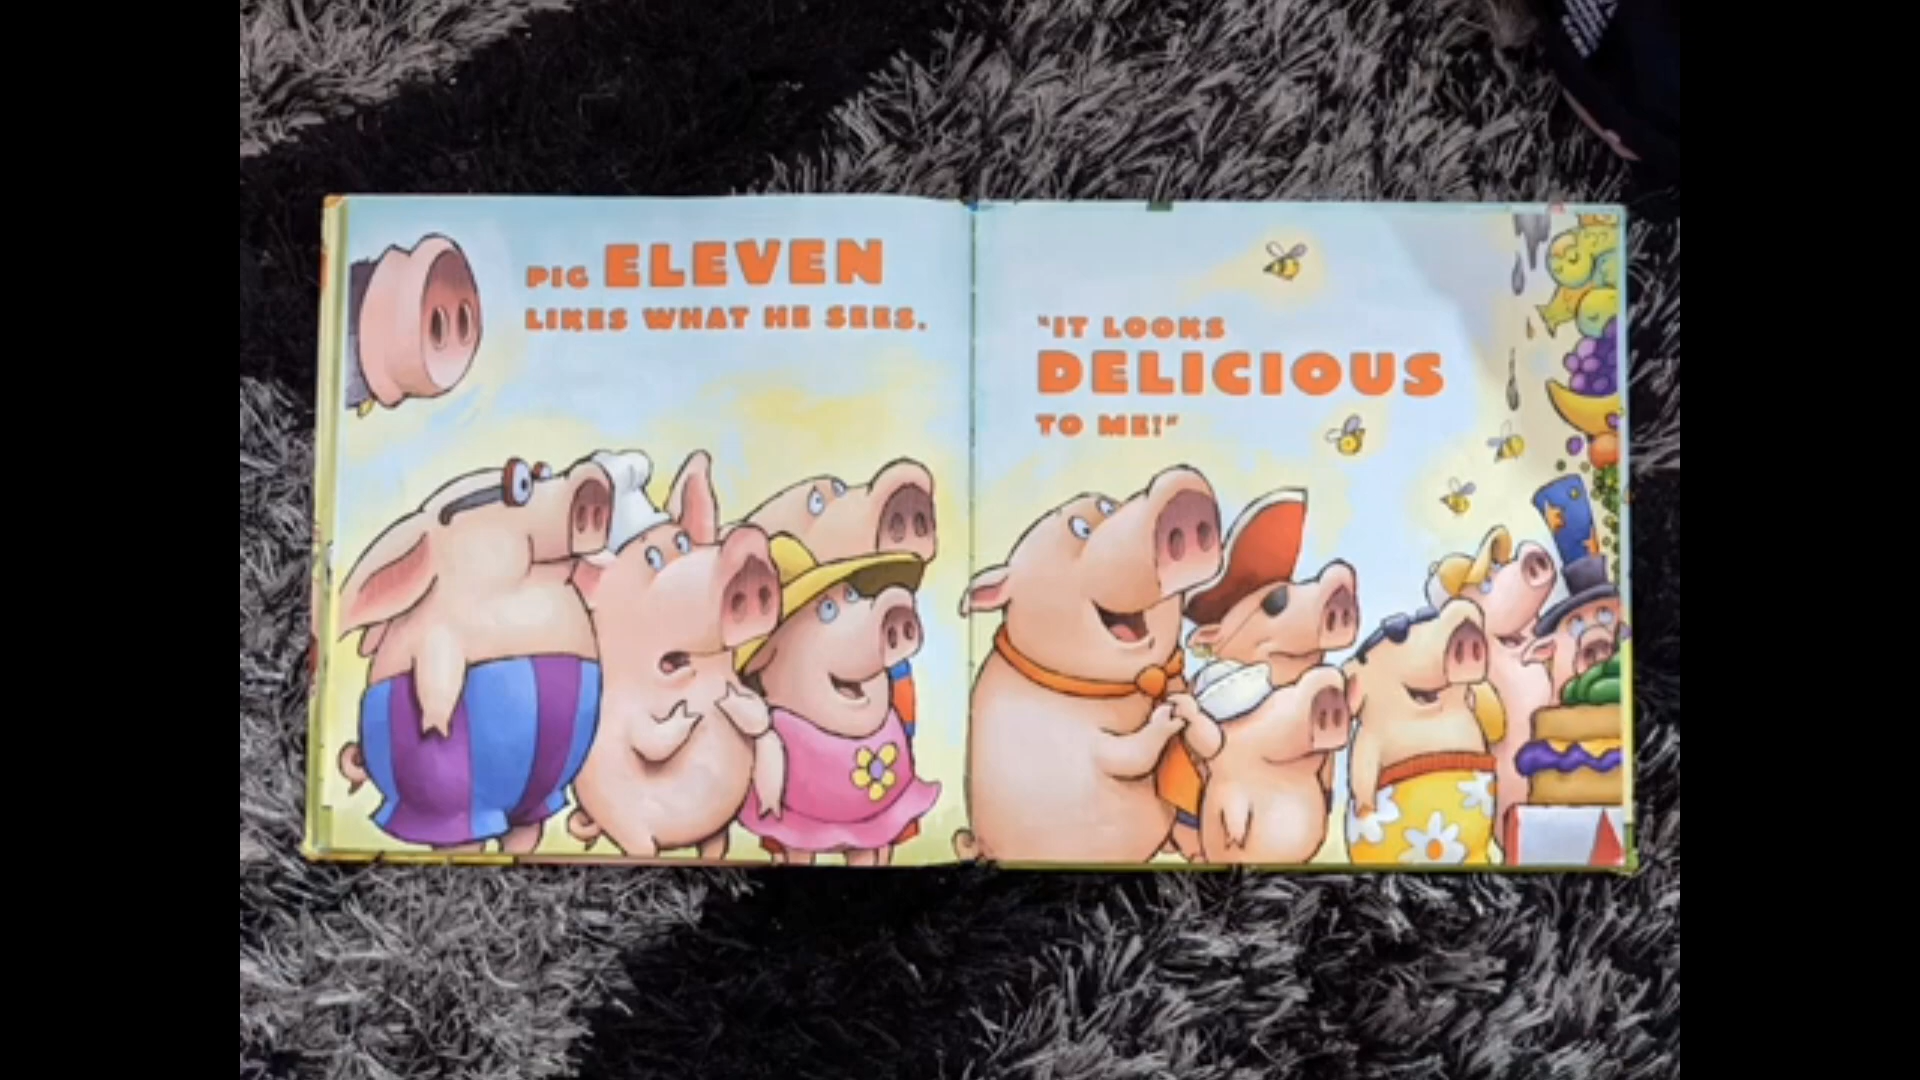 PIG ELEVEN
LIKES WHAT HE SEES.
"IT LOOKS
DELICIOUS
TO ME!"